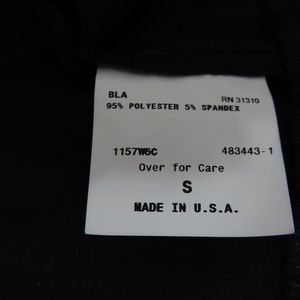 BLA RN 31310
95% POLYESTER 5% SPANDEX
1157W6C 483443-1
Over for Care
S
MADE IN U.S.A.